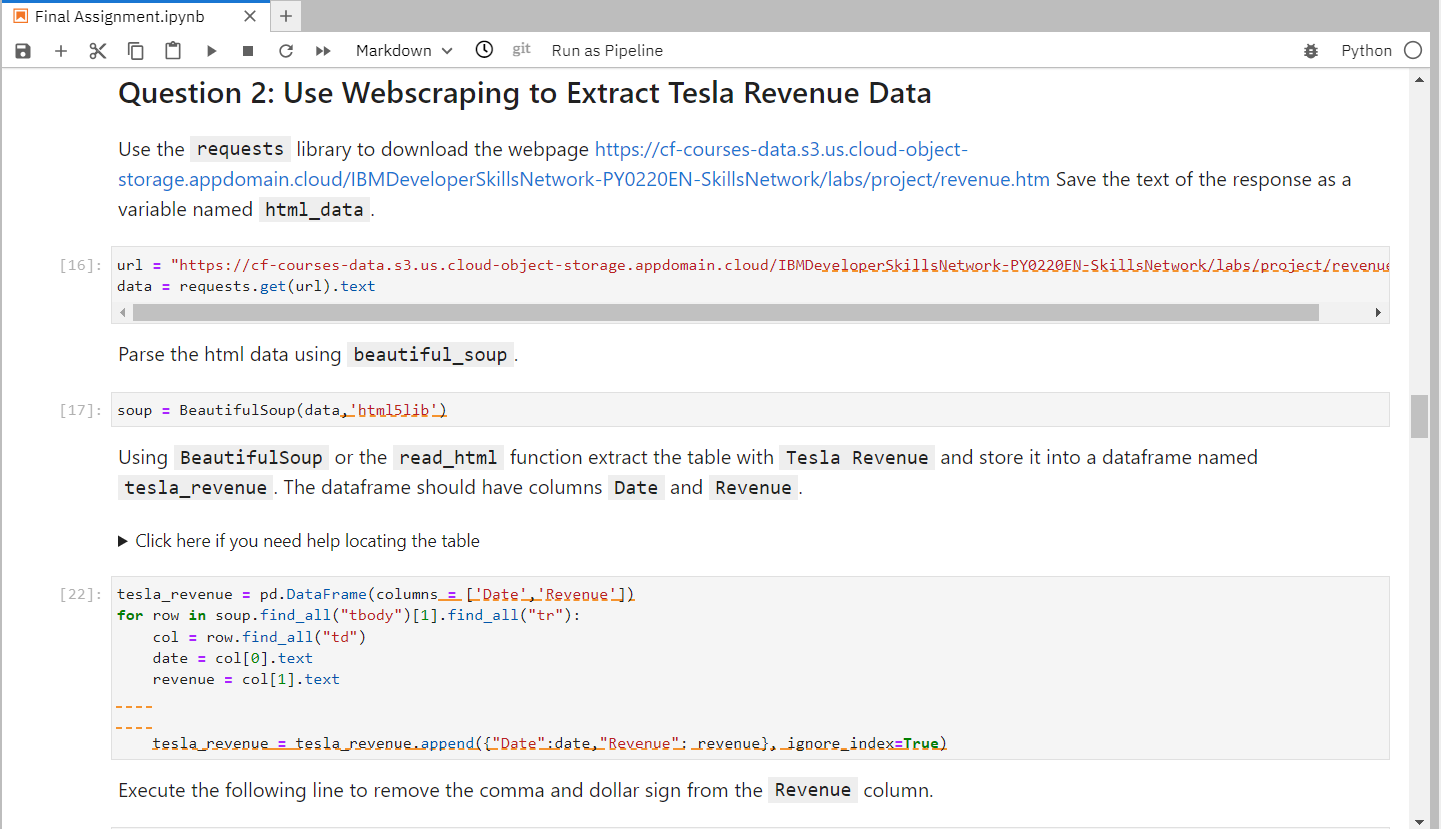 Final Assignment.ipynb
Markdown
git
Run as Pipeline
Python
Question 2: Use Webscraping to Extract Tesla Revenue Data
Use the requests library to download the webpage https://cf-courses-data.s3.us.cloud-object-
storage.appdomain.cloud/IBMDeveloperSkillsNetwork-PY0220EN-SkillsNetwork/labs/project/revenue.htm Save the text of the response as a
variable named html_data.
[16]: url = "https://cf-courses-data.s3.us.cloud-object-storage.appdomain.cloud/IBMDeveloperSkillsNetwork-PY0220EN-SkillsNetwork/labs/project/revenue
data = requests.get(url).text
Parse the html data using beautiful_soup.
[17]: soup = BeautifulSoup(data,'html5lib')
Using BeautifulSoup or the read_html function extract the table with Tesla Revenue and store it into a dataframe named
tesla_revenue. The dataframe should have columns Date and Revenue.
Click here if you need help locating the table
[22]: tesla_revenue = pd.DataFrame(columns = ['Date','Revenue'])
for row in soup.find_all("tbody")[1].find_all("tr"):
    col = row.find_all("td")
    date = col[0].text
    revenue = col[1].text
    tesla_revenue = tesla_revenue.append({"Date":date,"Revenue": revenue}, ignore_index=True)
Execute the following line to remove the comma and dollar sign from the Revenue column.